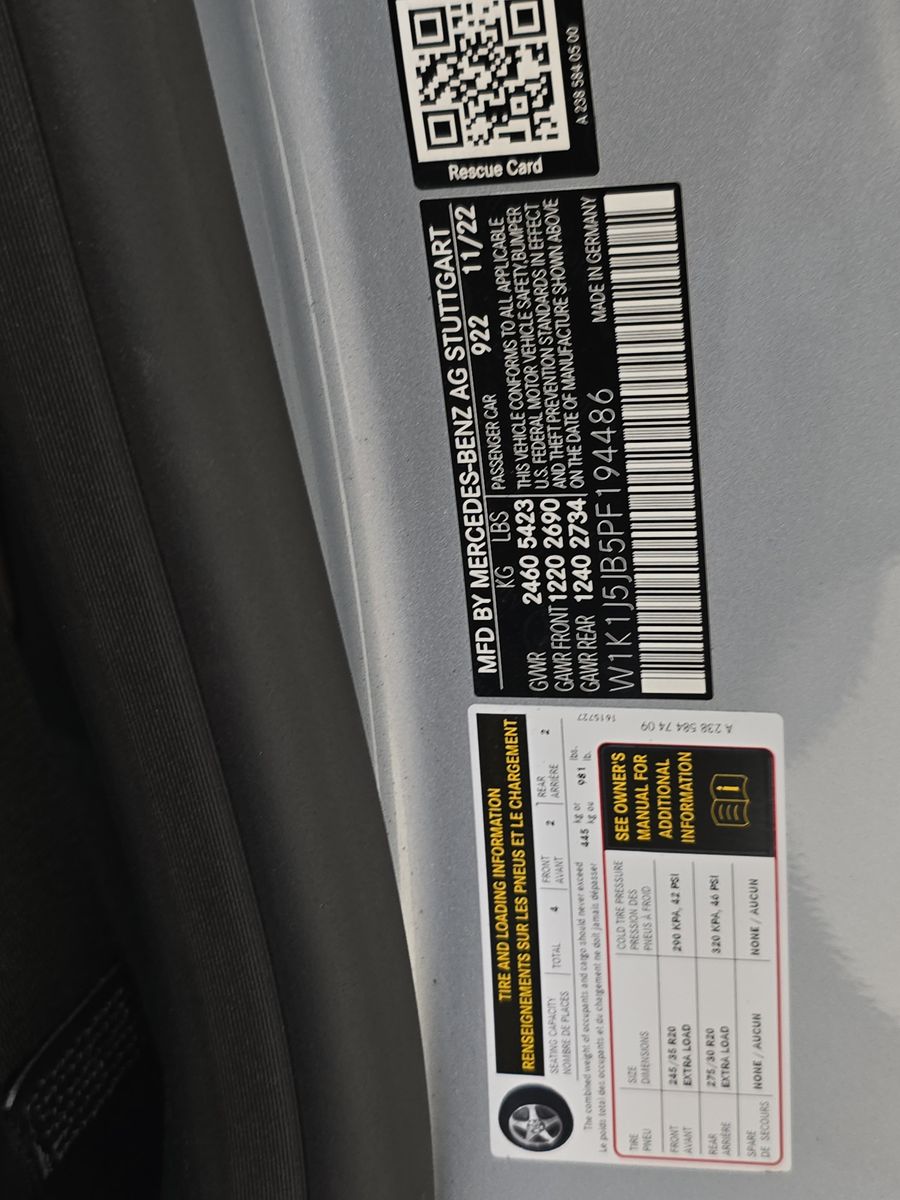 Rescue Card
A 238 584 05 00
MFD BY MERCEDES-BENZ AG STUTTGART
KG LBS PASSENGER CAR 922 11/22
GVWR 2460 5423
GAWR FRONT 1220 2690
GAWR REAR 1240 2734
THIS VEHICLE CONFORMS TO ALL APPLICABLE
U.S. FEDERAL MOTOR VEHICLE SAFETY,BUMPER
AND THEFT PREVENTION STANDARDS IN EFFECT
ON THE DATE OF MANUFACTURE SHOWN ABOVE
W1K1J5JB5PF194486 MADE IN GERMANY
TIRE AND LOADING INFORMATION
RENSEIGNEMENTS SUR LES PNEUS ET LE CHARGEMENT
SEATING CAPACITY
NOMBRE DE PLACES
TOTAL 4
FRONT
AVANT
2
REAR
ARRIÈRE
2
The combined weight of occupants and cargo should never exceed
Le poids total des occupants et du chargement ne doit jamais dépasser
445 kg or
kg ou
981 lbs.
lb.
TIRE
PNEU
SIZE
DIMENSIONS
COLD TIRE PRESSURE
PRESSION DES
PNEUS À FROID
FRONT
AVANT
245/35 R20
EXTRA LOAD
290 KPA, 42 PSI
REAR
ARRIÈRE
275/30 R20
EXTRA LOAD
320 KPA, 46 PSI
SPARE
DE SECOURS
NONE / AUCUN
NONE / AUCUN
SEE OWNER'S
MANUAL FOR
ADDITIONAL
INFORMATION
1615727
A 238 584 74 09